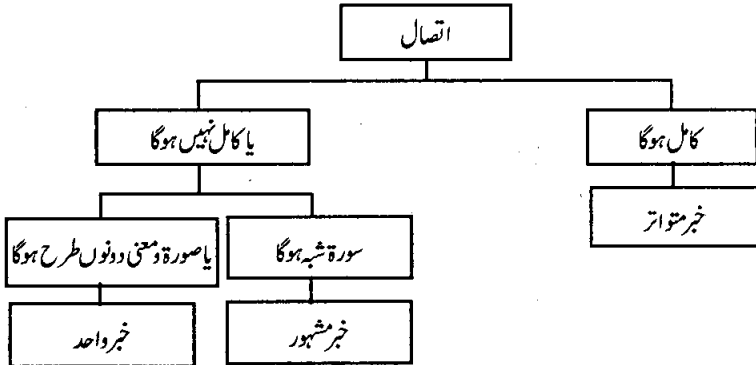 اتصال
کامل ہوگا
یا کامل نہیں ہوگا
خبر متواتر
سورۃ شبہ ہوگا
یا صورۃ ومعنی دونوں طرح ہوگا
خبر مشہور
خبر واحد